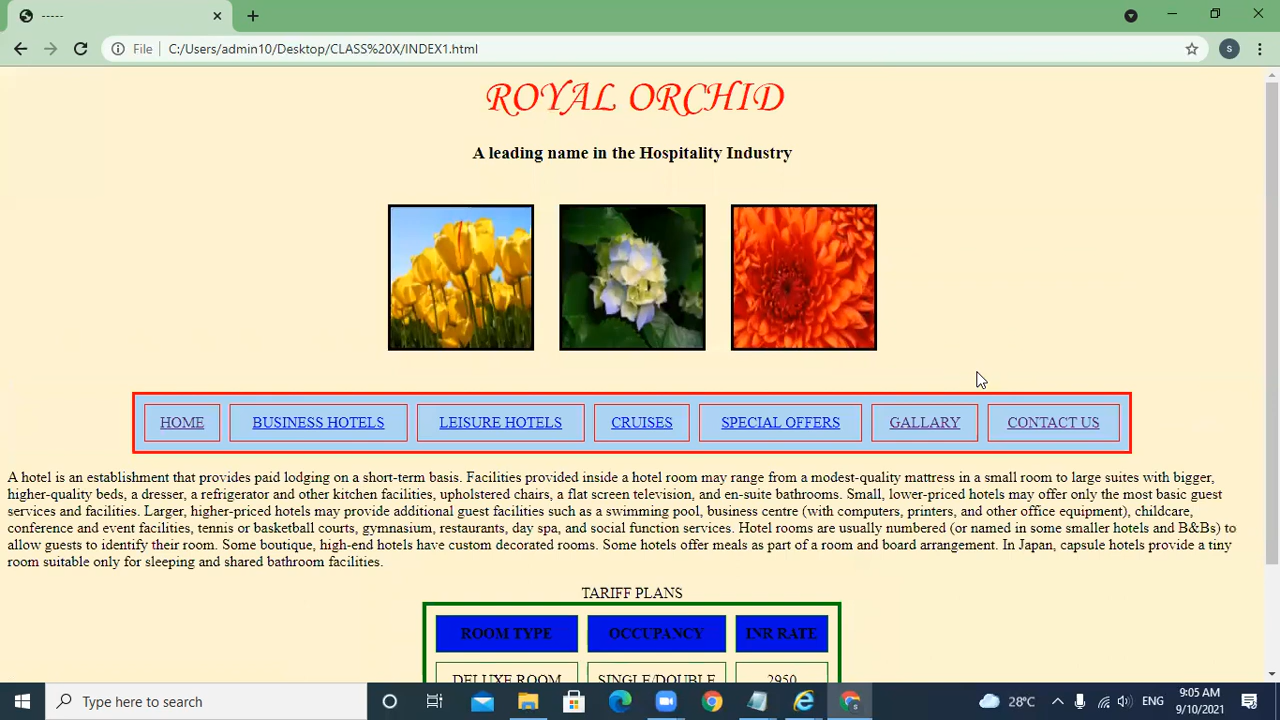 -----
File
C:/Users/admin10/Desktop/CLASS%20X/INDEX1.html
S
ROYAL ORCHID
A leading name in the Hospitality Industry
HOME BUSINESS HOTELS LEISURE HOTELS CRUISES SPECIAL OFFERS GALLARY CONTACT US
A hotel is an establishment that provides paid lodging on a short-term basis. Facilities provided inside a hotel room may range from a modest-quality mattress in a small room to large suites with bigger,
higher-quality beds, a dresser, a refrigerator and other kitchen facilities, upholstered chairs, a flat screen television, and en-suite bathrooms. Small, lower-priced hotels may offer only the most basic guest
services and facilities. Larger, higher-priced hotels may provide additional guest facilities such as a swimming pool, business centre (with computers, printers, and other office equipment), childcare,
conference and event facilities, tennis or basketball courts, gymnasium, restaurants, day spa, and social function services. Hotel rooms are usually numbered (or named in some smaller hotels and B&Bs) to
allow guests to identify their room. Some boutique, high-end hotels have custom decorated rooms. Some hotels offer meals as part of a room and board arrangement. In Japan, capsule hotels provide a tiny
room suitable only for sleeping and shared bathroom facilities.
TARIFF PLANS
ROOM TYPE OCCUPANCY INR RATE
DELUXE ROOM SINGLE/DOUBLE 2950
Type here to search
28°C
ENG
9:05 AM
9/10/2021